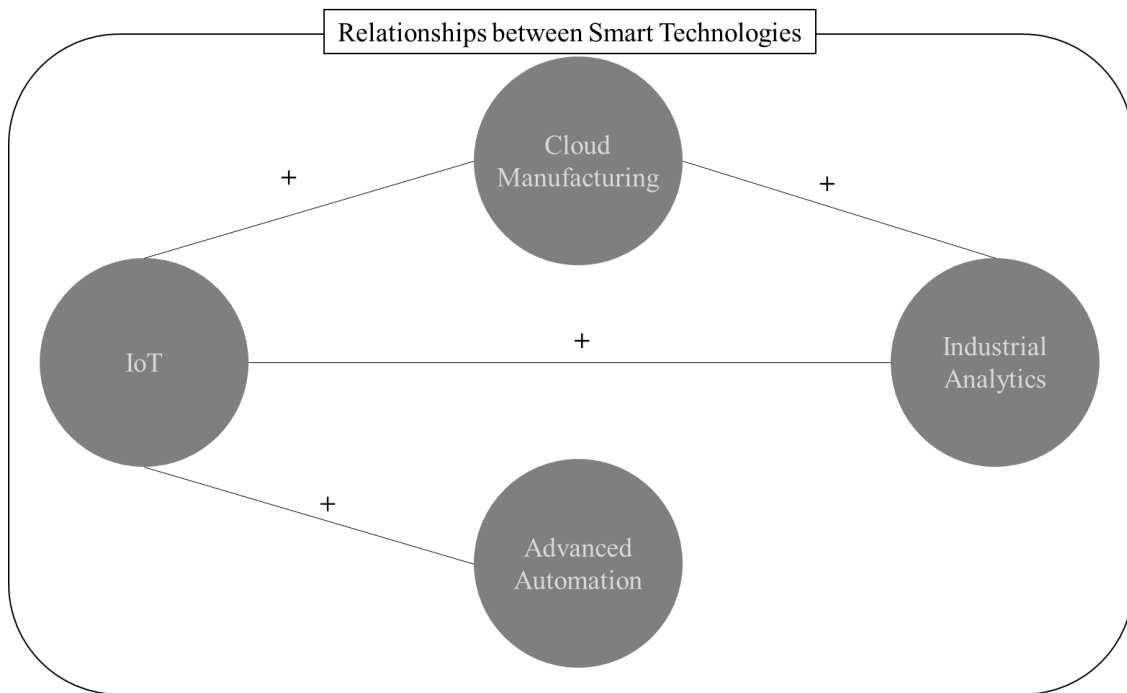 Relationships between Smart Technologies
Cloud
Manufacturing
+
+
IoT
+
Industrial
Analytics
+
Advanced
Automation